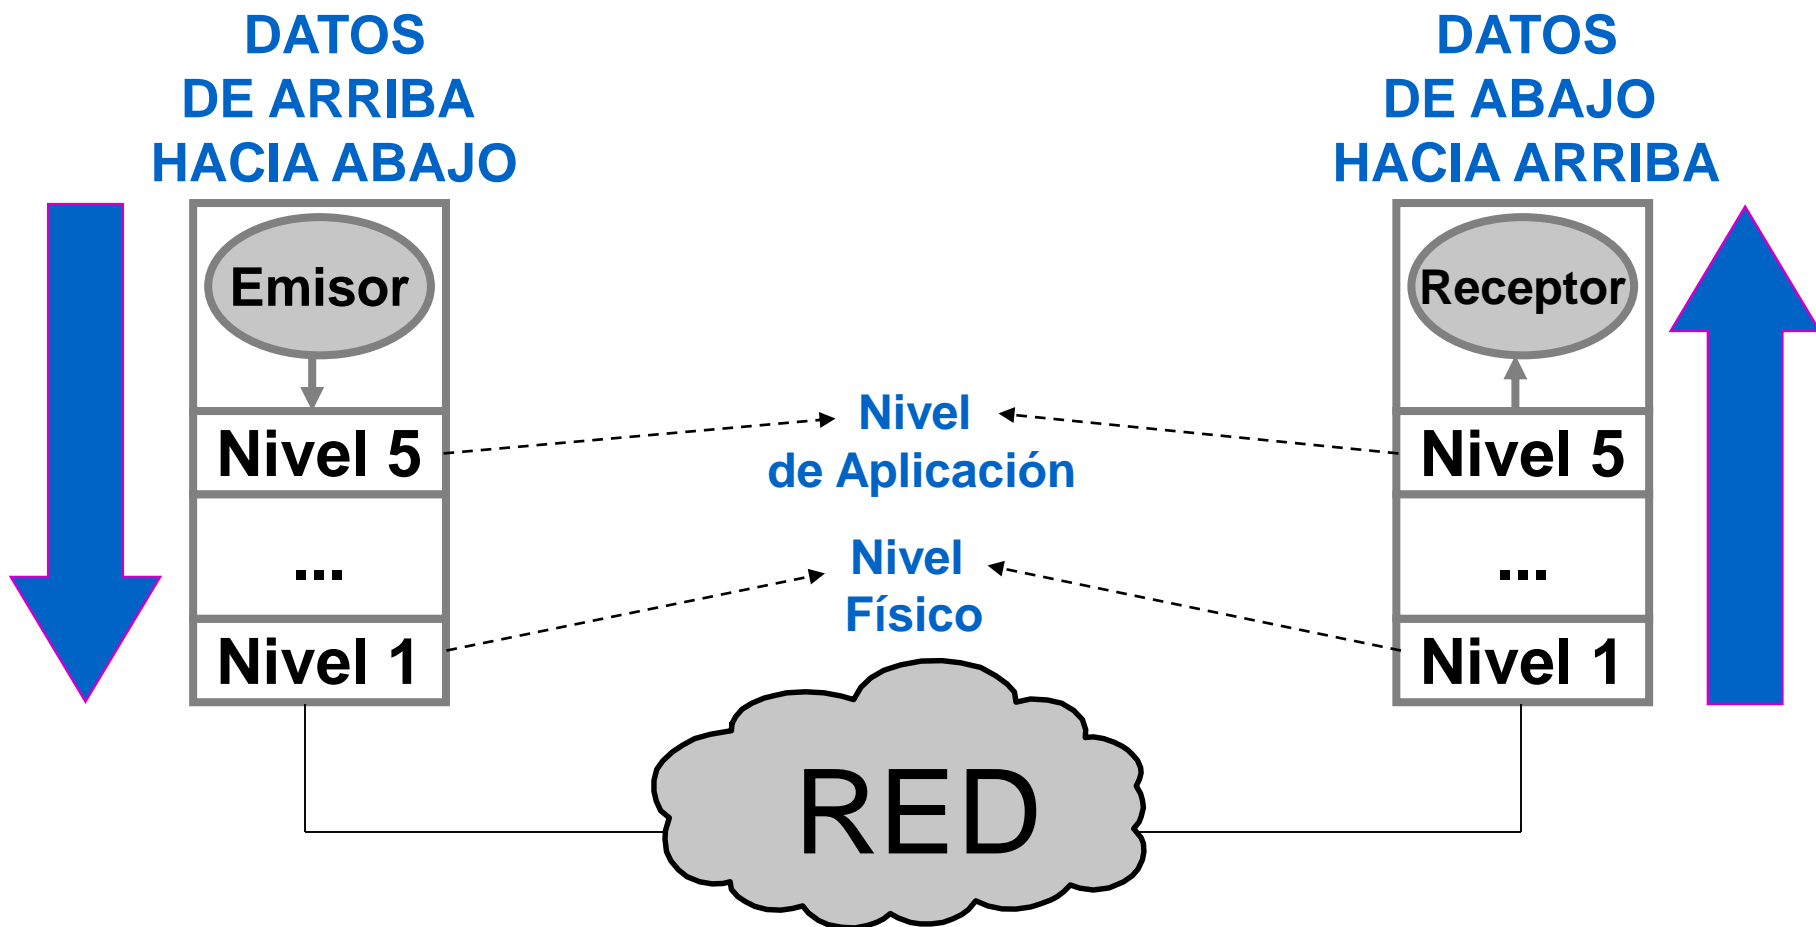 DATOS
DE ARRIBA
HACIA ABAJO
DATOS
DE ABAJO
HACIA ARRIBA
Emisor
Receptor
Nivel 5
Nivel
de Aplicación
Nivel 5
...
Nivel
Físico
...
Nivel 1
Nivel 1
RED